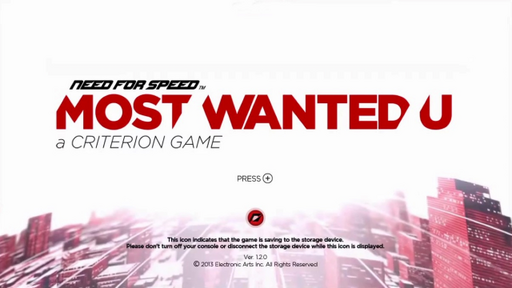 NEED FOR SPEED™
MOST WANTED U
a CRITERION GAME
PRESS ⊕
This icon indicates that the game is saving to the storage device.
Please don't turn off your console or disconnect the storage device while this icon is displayed.
Ver. 1.2.0
© 2013 Electronic Arts Inc. All Rights Reserved